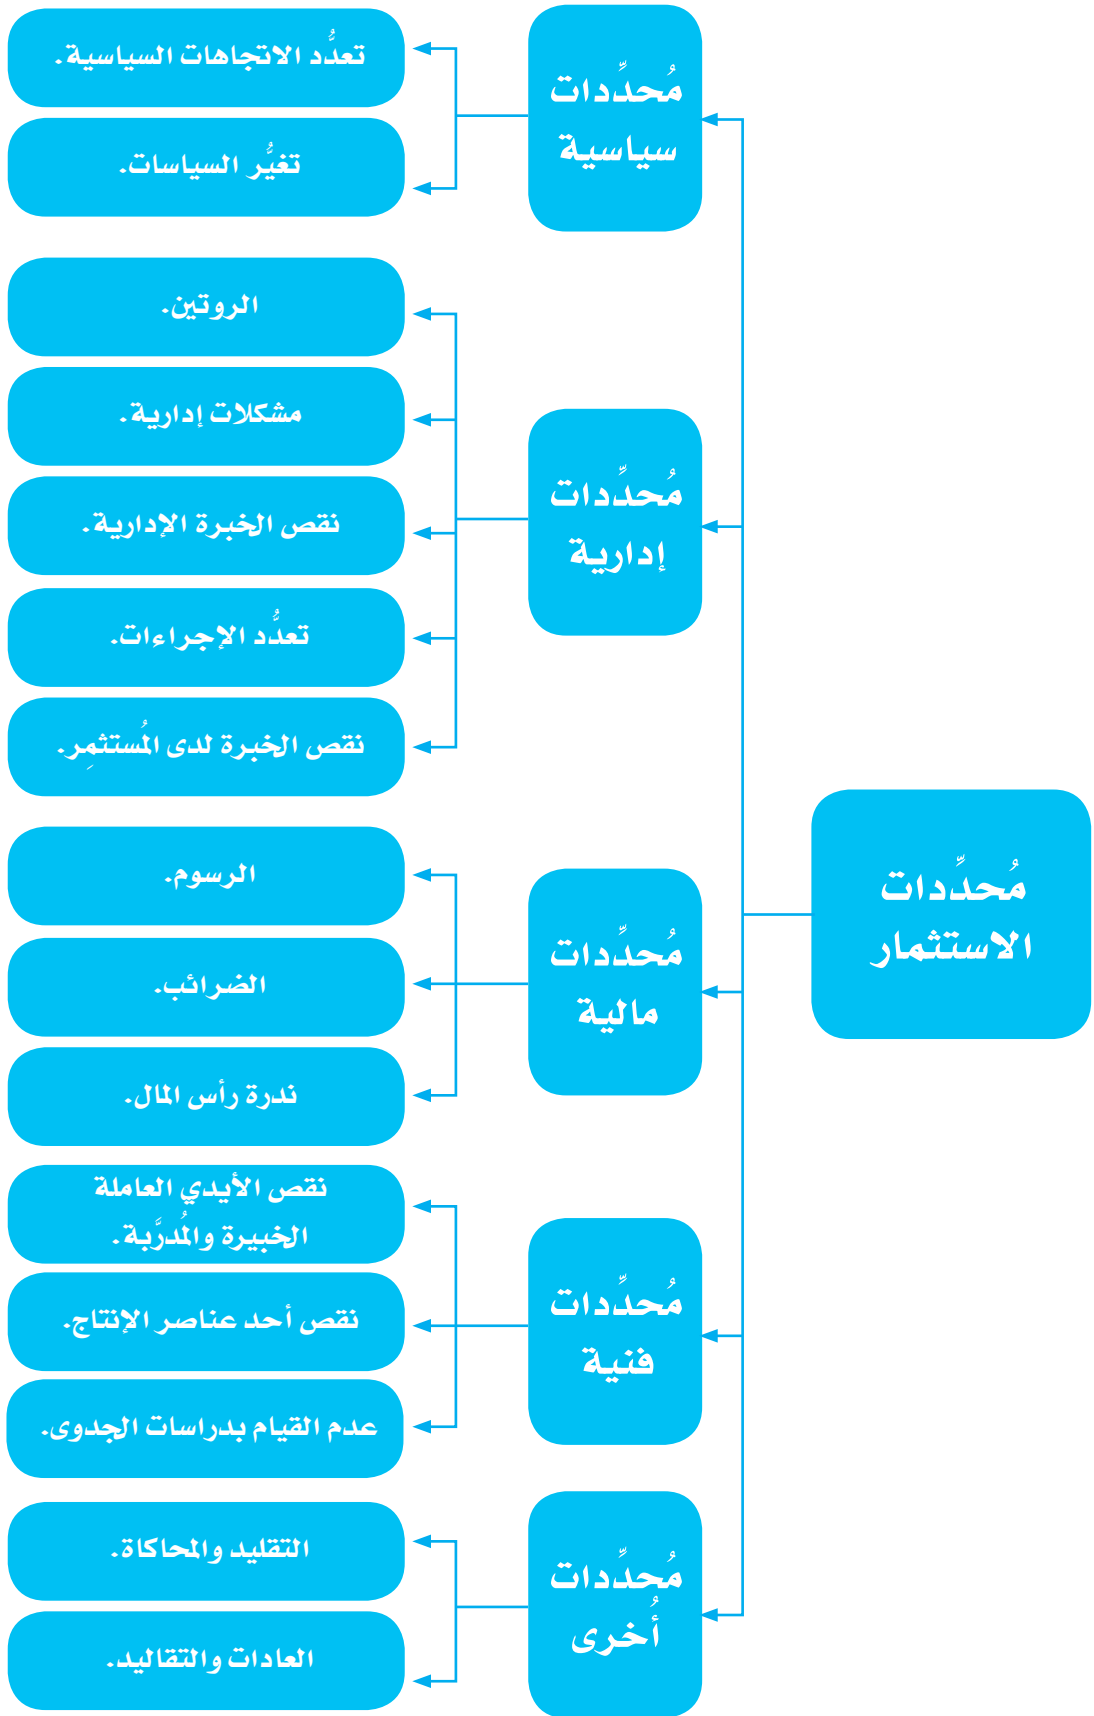 مُحدِّدات
الاستثمار
مُحدِّدات
سياسية
تعدُّد الاتجاهات السياسية.
تغيُّر السياسات.
مُحدِّدات
إدارية
الروتين.
مشكلات إدارية.
نقص الخبرة الإدارية.
تعدُّد الإجراءات.
نقص الخبرة لدى المُستثمِر.
مُحدِّدات
مالية
الرسوم.
الضرائب.
ندرة رأس المال.
مُحدِّدات
فنية
نقص الأيدي العاملة
الخبيرة والمُدرَّبة.
نقص أحد عناصر الإنتاج.
عدم القيام بدراسات الجدوى.
مُحدِّدات
أُخرى
التقليد والمحاكاة.
العادات والتقاليد.